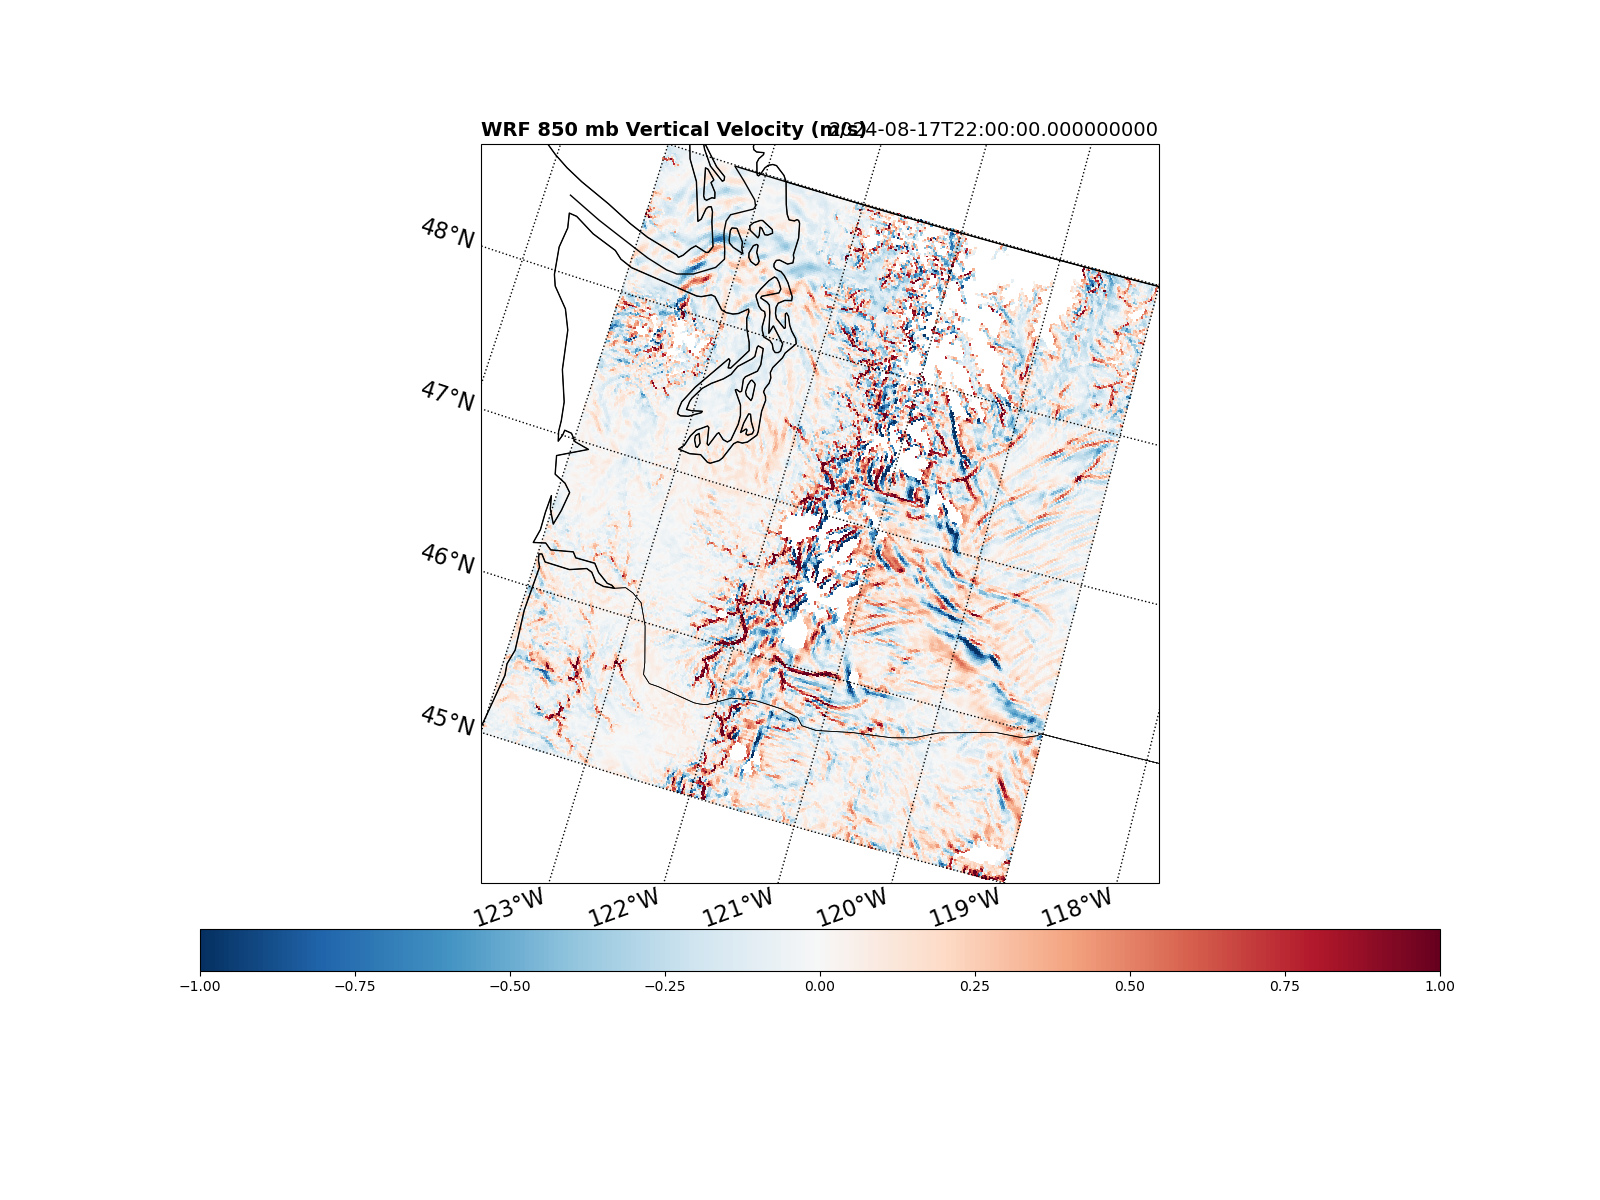 WRF 850 mb Vertical Velocity (m/s) 2024-08-17T22:00:00.000000000
48°N
47°N
46°N
45°N
123°W 122°W 121°W 120°W 119°W 118°W
−1.00 −0.75 −0.50 −0.25 0.00 0.25 0.50 0.75 1.00